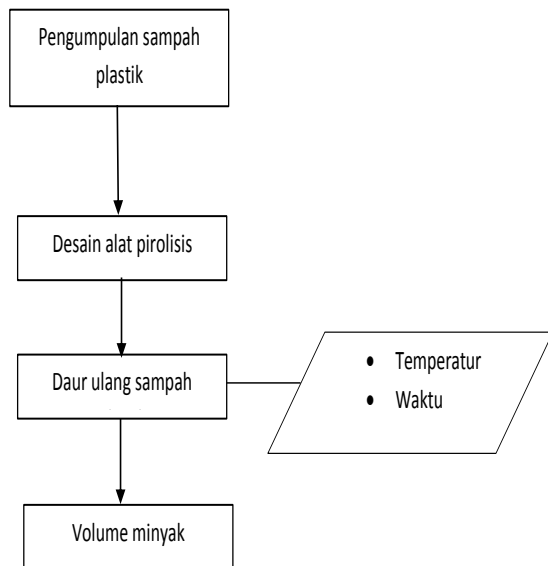 Pengumpulan sampah
plastik
Desain alat pirolisis
Daur ulang sampah
• Temperatur
• Waktu
Volume minyak